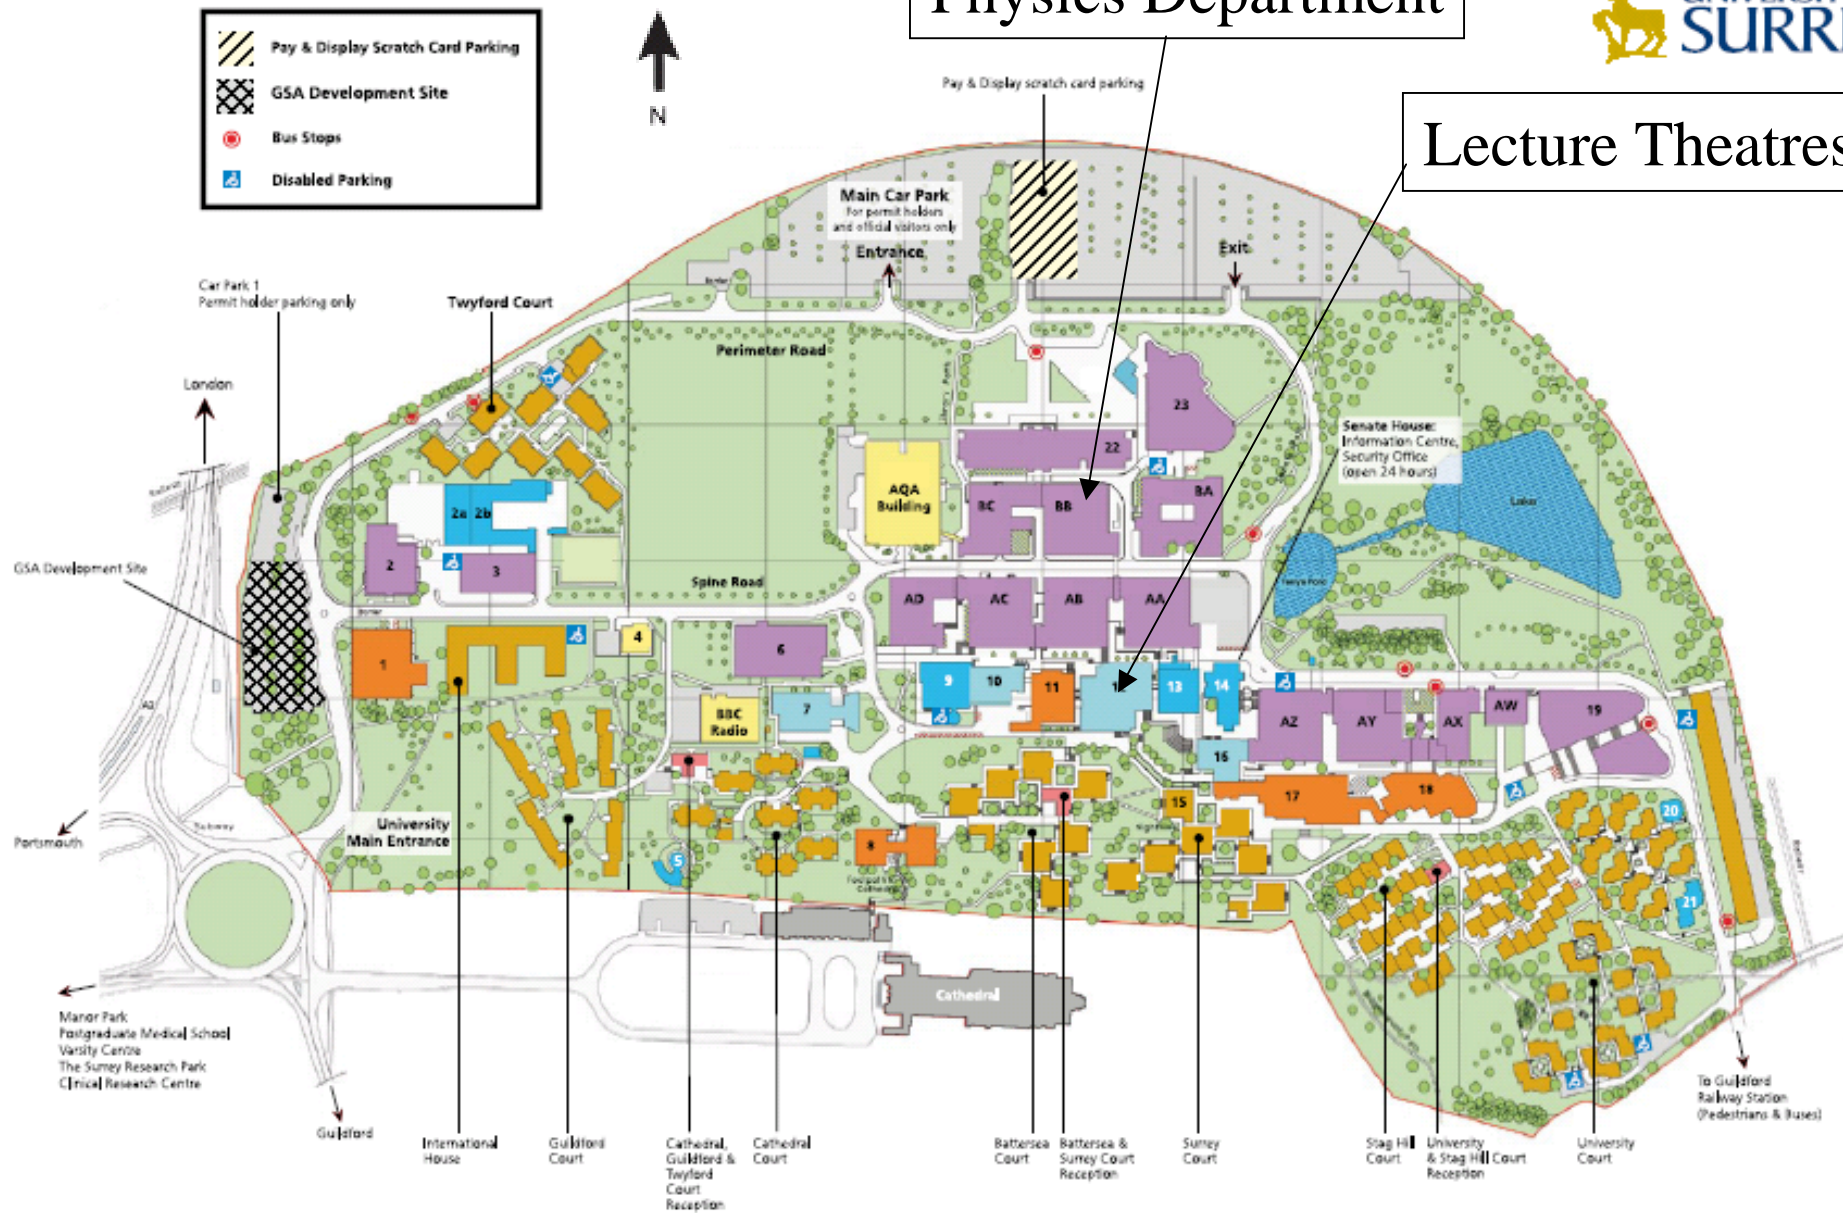 Physics Department
SURR
Pay & Display Scratch Card Parking
GSA Development Site
Bus Stops
Disabled Parking
N
Pay & Display scratch card parking
Lecture Theatres
Main Car Park
For permit holders
and official visitors only
Entrance
Exit
Car Park 1
Permit holder parking only
Twyford Court
Perimeter Road
London
23
22
Senate House:
Information Centre,
Security Office
(open 24 hours)
AQA
Building
BC
BB
BA
Lake
2a
2b
2
3
GSA Development Site
Spine Road
AD
AC
AB
AA
1
4
6
9
10
11
13
14
BBC
Radio
7
AZ
AY
AX
AW
19
16
17
18
15
20
21
University
Main Entrance
Subway
Portsmouth
5
8
Cathedral
Manor Park
Postgraduate Medical School
Varsity Centre
The Surrey Research Park
Clinical Research Centre
Guildford
International
House
Guildford
Court
Cathedral,
Guildford &
Twyford
Court
Reception
Cathedral
Court
Battersea
Court
Battersea &
Surrey Court
Reception
Surrey
Court
Stag Hill
Court
University
& Stag Hill Court
Reception
University
Court
To Guildford
Railway Station
(Pedestrians & Buses)